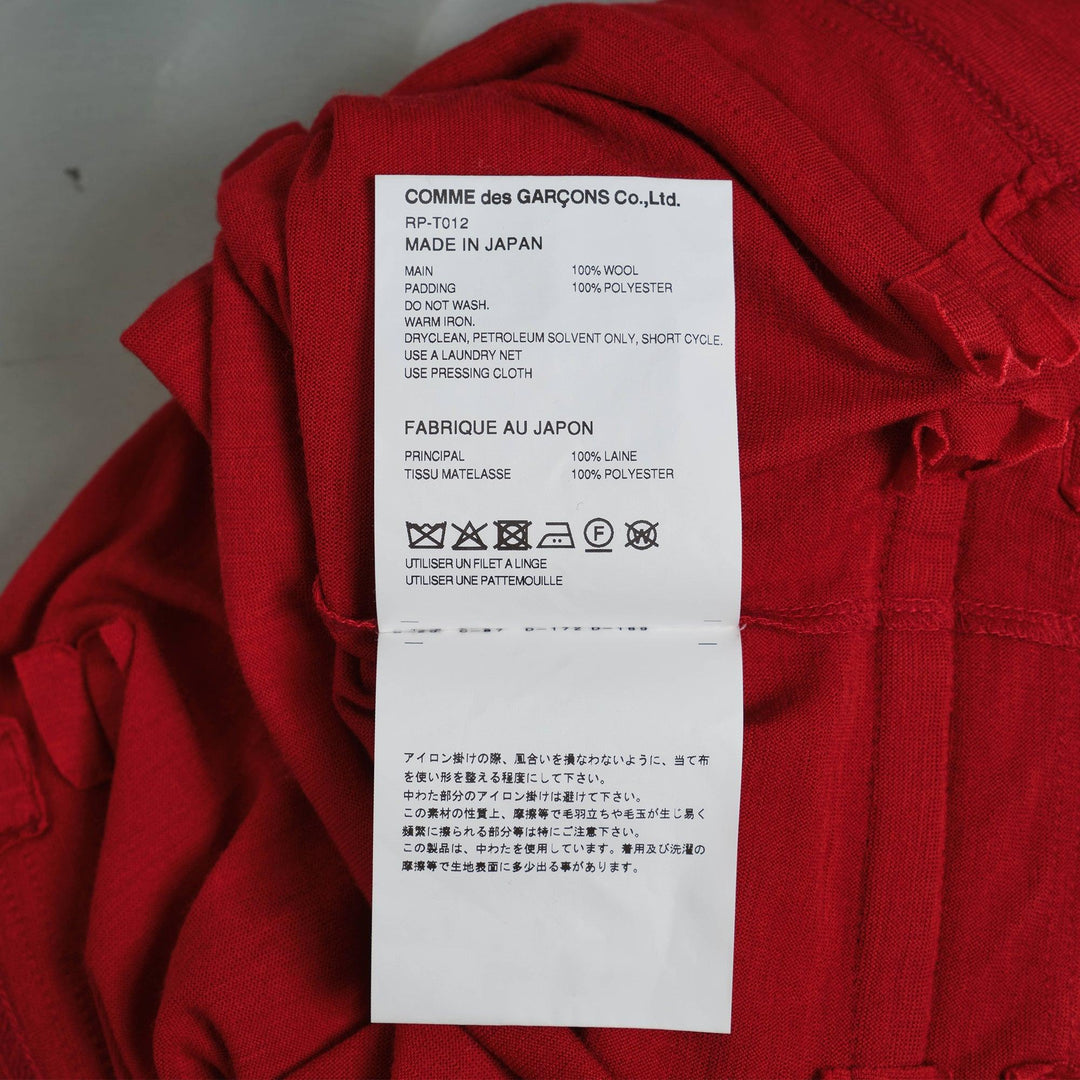 COMME des GARÇONS Co.,Ltd.
RP-T012
MADE IN JAPAN
MAIN 100% WOOL
PADDING 100% POLYESTER
DO NOT WASH.
WARM IRON.
DRYCLEAN, PETROLEUM SOLVENT ONLY, SHORT CYCLE.
USE A LAUNDRY NET
USE PRESSING CLOTH
FABRIQUE AU JAPON
PRINCIPAL 100% LAINE
TISSU MATELASSE 100% POLYESTER
F W
UTILISER UN FILET A LINGE
UTILISER UNE PATTEMOUILLE
D-172 D-189
アイロン掛けの際、風合いを損なわないように、当て布
を使い形を整える程度にして下さい。
中わた部分のアイロン掛けは避けて下さい。
この素材の性質上、摩擦等で毛羽立ちや毛玉が生じ易く
頻繁に擦られる部分等は特にご注意下さい。
この製品は、中わたを使用しています。着用及び洗濯の
摩擦等で生地表面に多少出る事があります。